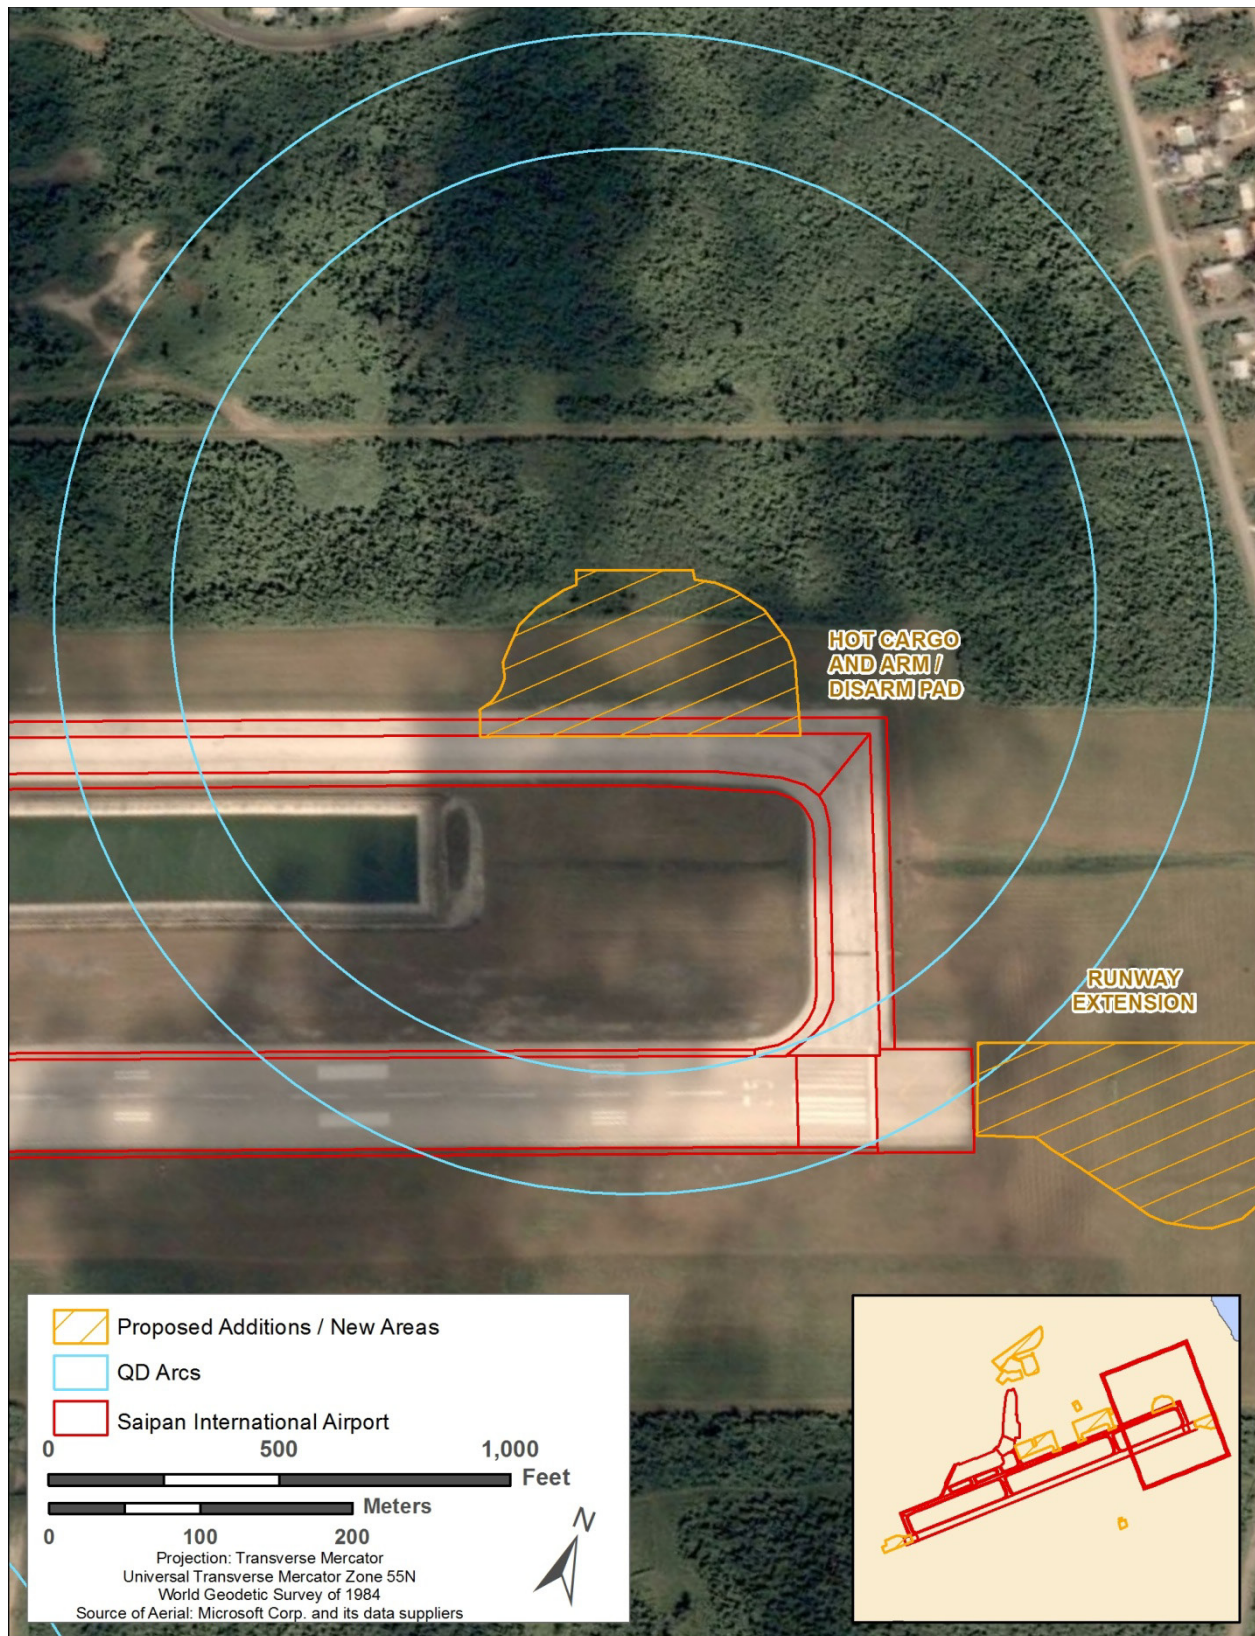 HOT CARGO
AND ARM /
DISARM PAD
RUNWAY
EXTENSION
Proposed Additions / New Areas
QD Arcs
Saipan International Airport
0 500 1,000
Feet
Meters
0 100 200
N
Projection: Transverse Mercator
Universal Transverse Mercator Zone 55N
World Geodetic Survey of 1984
Source of Aerial: Microsoft Corp. and its data suppliers